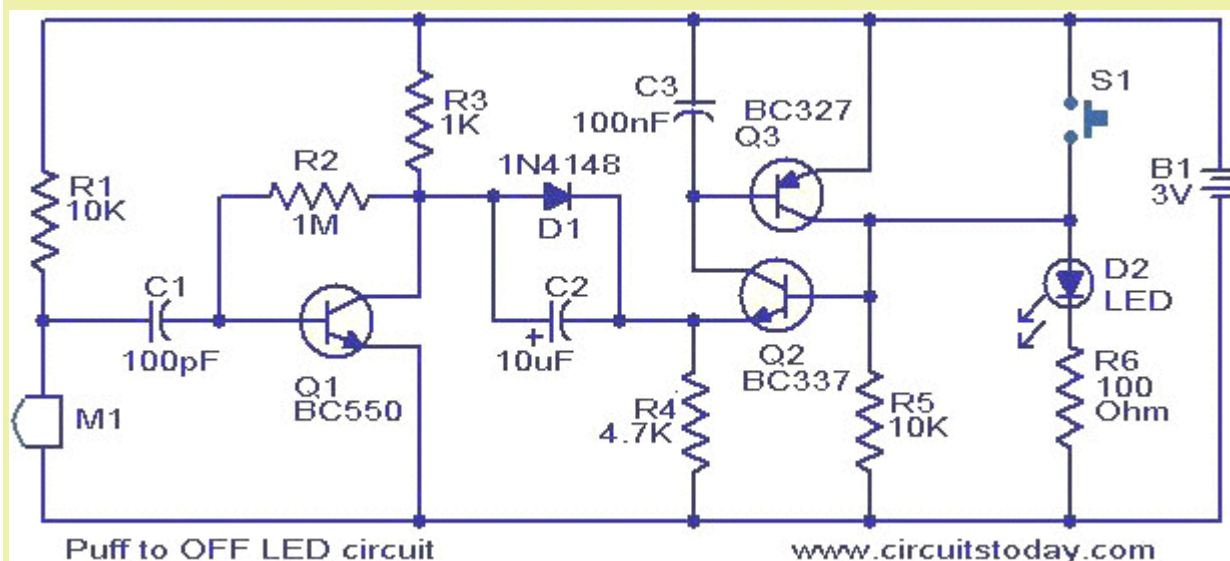 R1
10K
M1
C1
100pF
R2
1M
R3
1K
Q1
BC550
1N4148
D1
C2
+
10uF
C3
100nF
BC327
Q3
Q2
BC337
R4
4.7K
R5
10K
S1
B1
3V
D2
LED
R6
100
Ohm
Puff to OFF LED circuit
www.circuitstoday.com